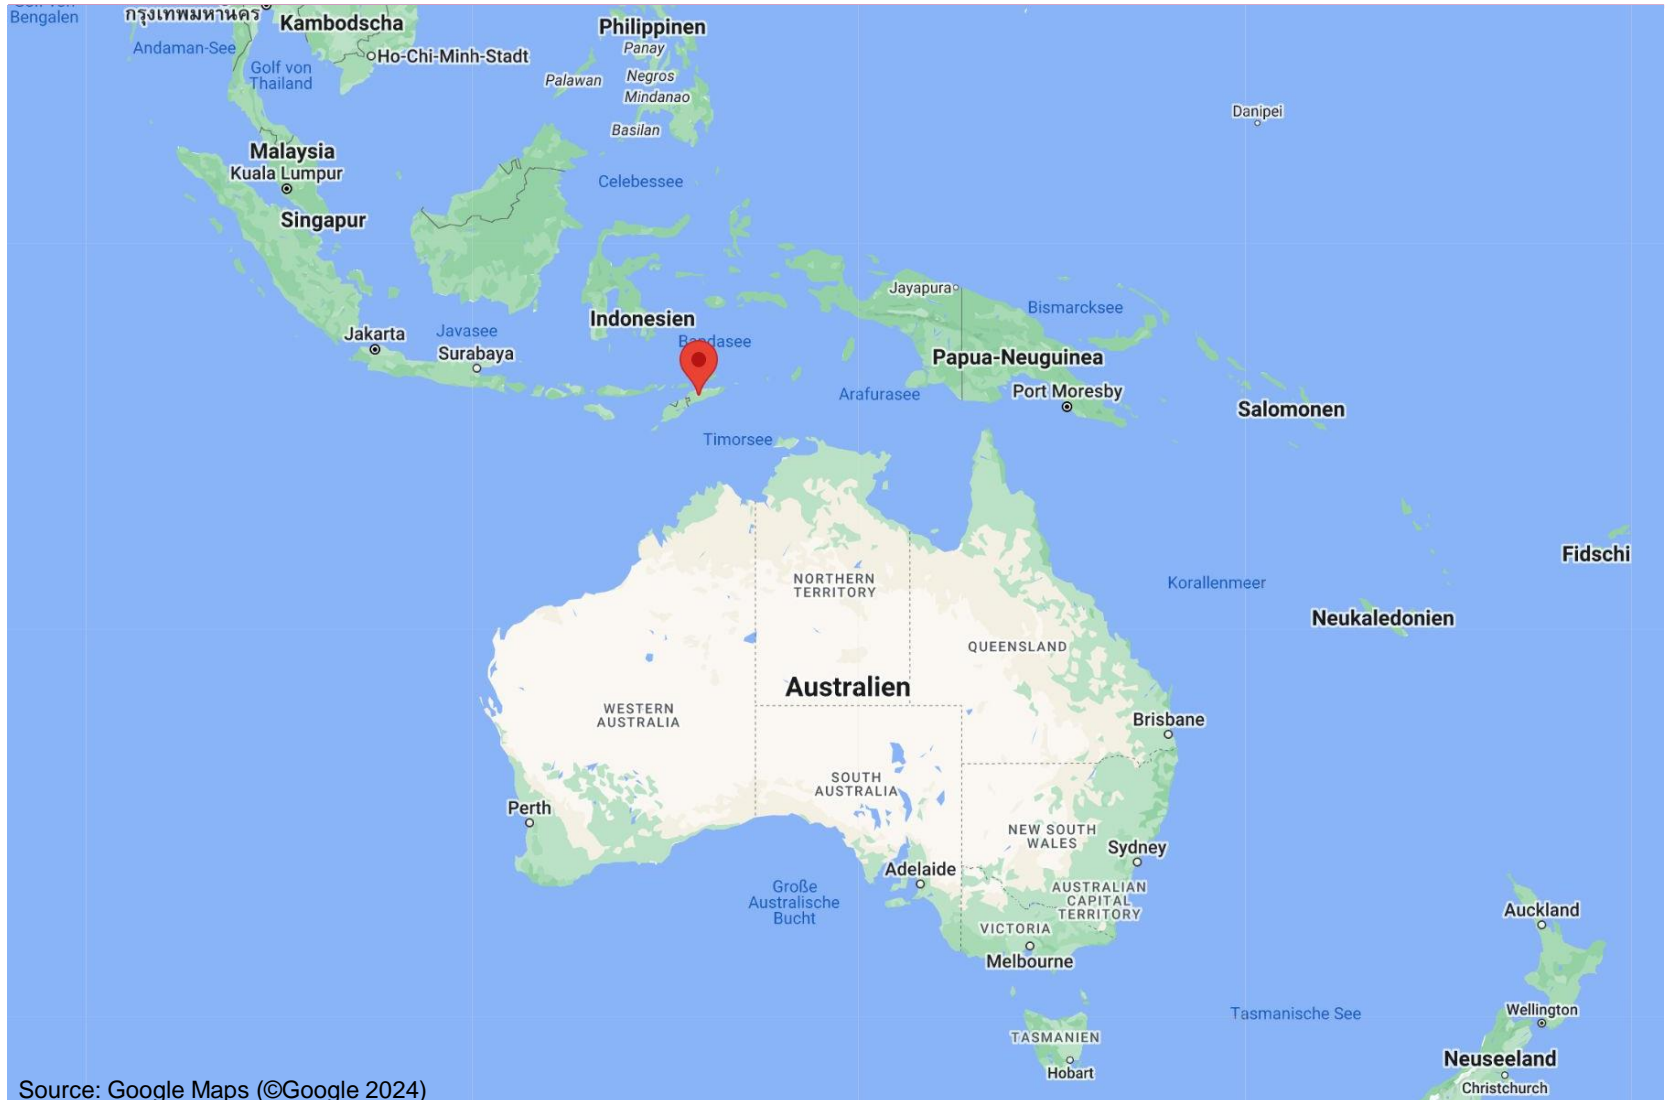 Bengalen
กรุงเทพมหานคร
Kambodscha
Philippinen
Andaman-See
Ho-Chi-Minh-Stadt
Panay
Golf von
Thailand
Palawan
Negros
Mindanao
Danipei
Basilan
Malaysia
Kuala Lumpur
Celebessee
Singapur
Jayapura
Bismarcksee
Indonesien
Jakarta
Javasee
Surabaya
Bandasee
Papua-Neuguinea
Arafurasee
Port Moresby
Salomonen
Timorsee
Fidschi
NORTHERN
TERRITORY
Korallenmeer
Neukaledonien
QUEENSLAND
Australien
WESTERN
AUSTRALIA
Brisbane
SOUTH
AUSTRALIA
Perth
NEW SOUTH
WALES
Sydney
Adelaide
Große
Australische
Bucht
AUSTRALIAN
CAPITAL
TERRITORY
Auckland
VICTORIA
Melbourne
Tasmanische See
Wellington
TASMANIEN
Neuseeland
Hobart
Christchurch
Source: Google Maps (©Google 2024)